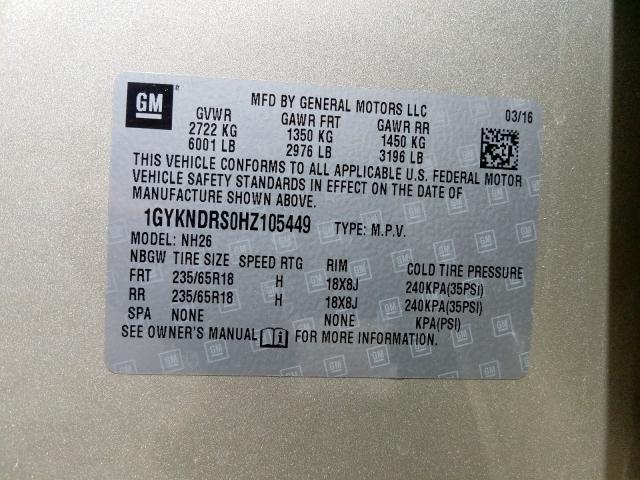 GM
MFD BY GENERAL MOTORS LLC 03/16
GVWR GAWR FRT GAWR RR
2722 KG 1350 KG 1450 KG
6001 LB 2976 LB 3196 LB
THIS VEHICLE CONFORMS TO ALL APPLICABLE U.S. FEDERAL MOTOR
VEHICLE SAFETY STANDARDS IN EFFECT ON THE DATE OF
MANUFACTURE SHOWN ABOVE.
1GYKNDRS0HZ105449 TYPE: M.P.V.
MODEL: NH26
NBGW TIRE SIZE SPEED RTG RIM COLD TIRE PRESSURE
FRT 235/65R18 H 18X8J 240KPA(35PSI)
RR 235/65R18 H 18X8J 240KPA(35PSI)
SPA NONE NONE KPA(PSI)
SEE OWNER'S MANUAL FOR MORE INFORMATION.